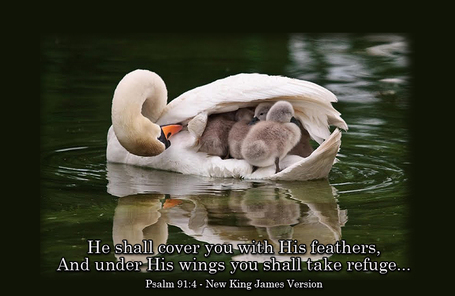 He shall cover you with His feathers,
And under His wings you shall take refuge...
Psalm 91:4 - New King James Version